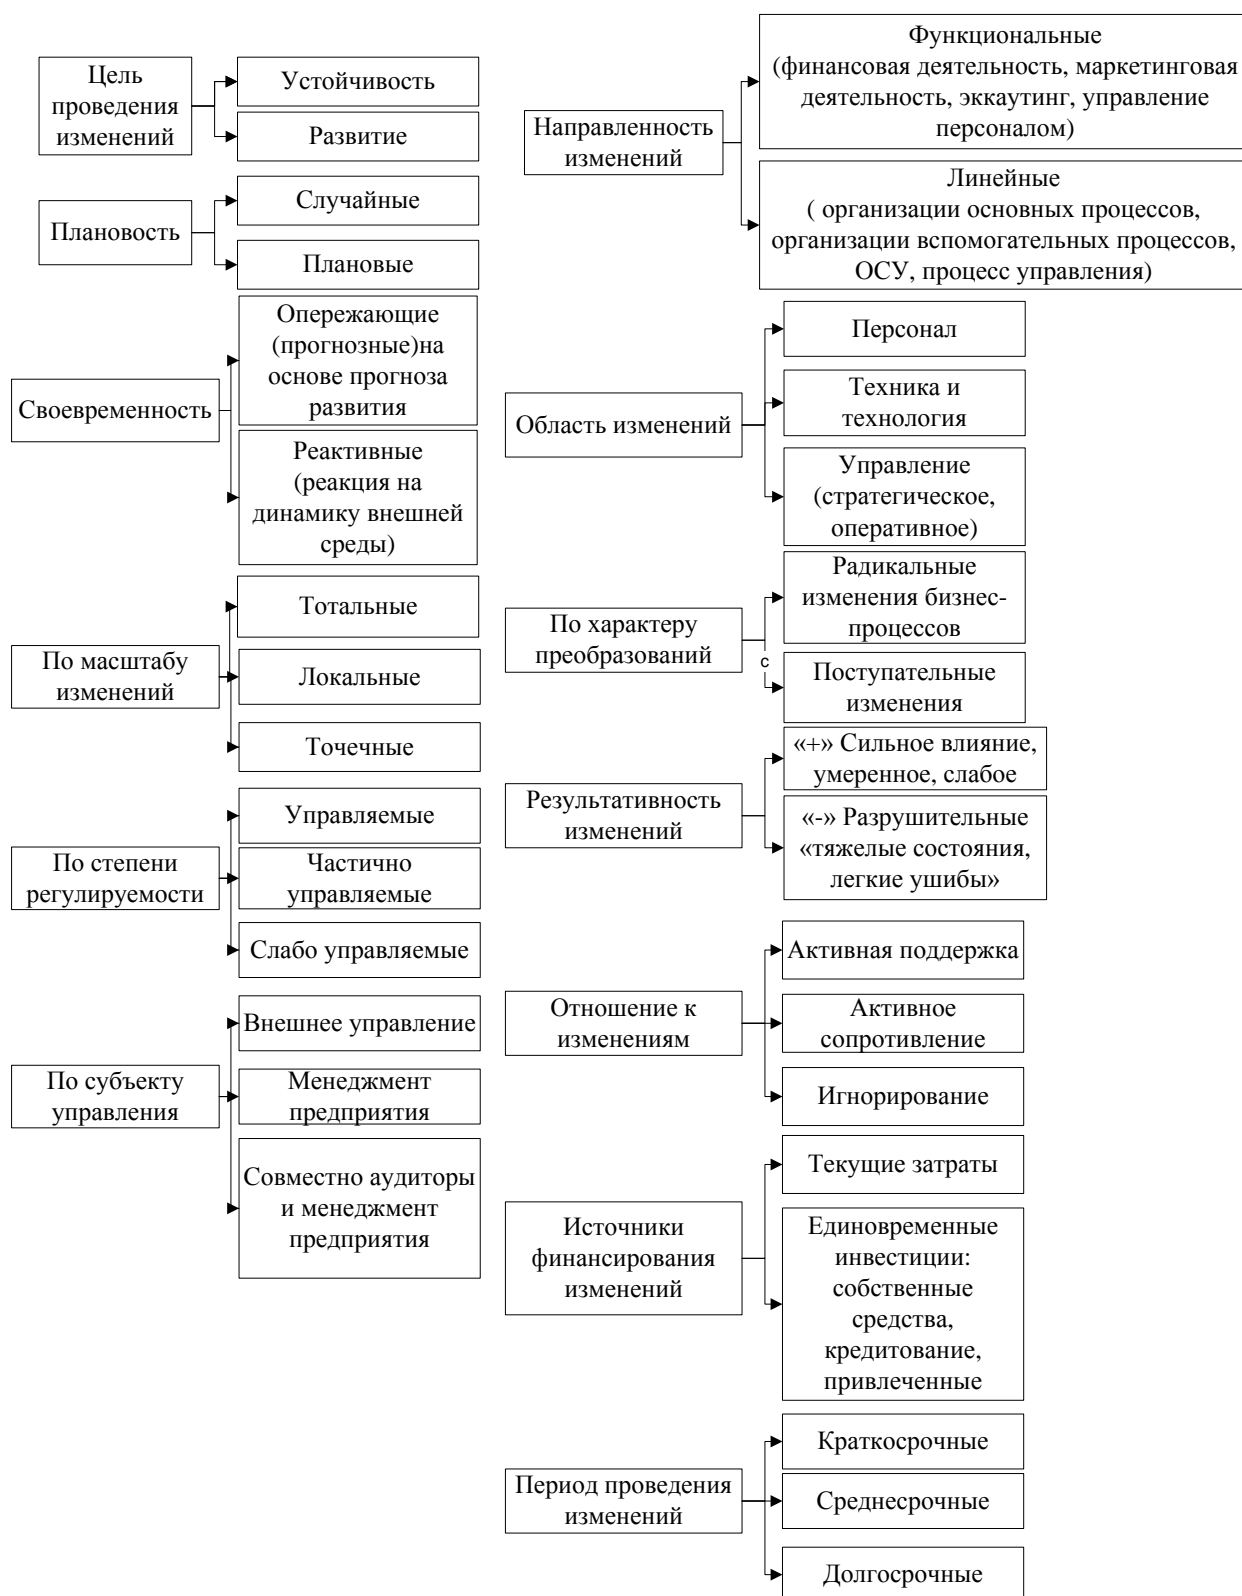 Цель
проведения
изменений
Устойчивость
Развитие
Плановость
Случайные
Плановые
Своевременность
Опережающие
(прогнозные)на
основе прогноза
развития
Реактивные
(реакция на
динамику внешней
среды)
По масштабу
изменений
Тотальные
Локальные
Точечные
По степени
регулируемости
Управляемые
Частично
управляемые
Слабо управляемые
По субъекту
управления
Внешнее управление
Менеджмент
предприятия
Совместно аудиторы
и менеджмент
предприятия
Направленность
изменений
Функциональные
(финансовая деятельность, маркетинговая
деятельность, эккаутинг, управление
персоналом)
Линейные
( организации основных процессов,
организации вспомогательных процессов,
ОСУ, процесс управления)
Область изменений
Персонал
Техника и
технология
Управление
(стратегическое,
оперативное)
По характеру
преобразований
с
Радикальные
изменения бизнес-
процессов
Поступательные
изменения
Результативность
изменений
«+» Сильное влияние,
умеренное, слабое
«-» Разрушительные
«тяжелые состояния,
легкие ушибы»
Отношение к
изменениям
Активная поддержка
Активное
сопротивление
Игнорирование
Источники
финансирования
изменений
Текущие затраты
Единовременные
инвестиции:
собственные
средства,
кредитование,
привлеченные
Период проведения
изменений
Краткосрочные
Среднесрочные
Долгосрочные